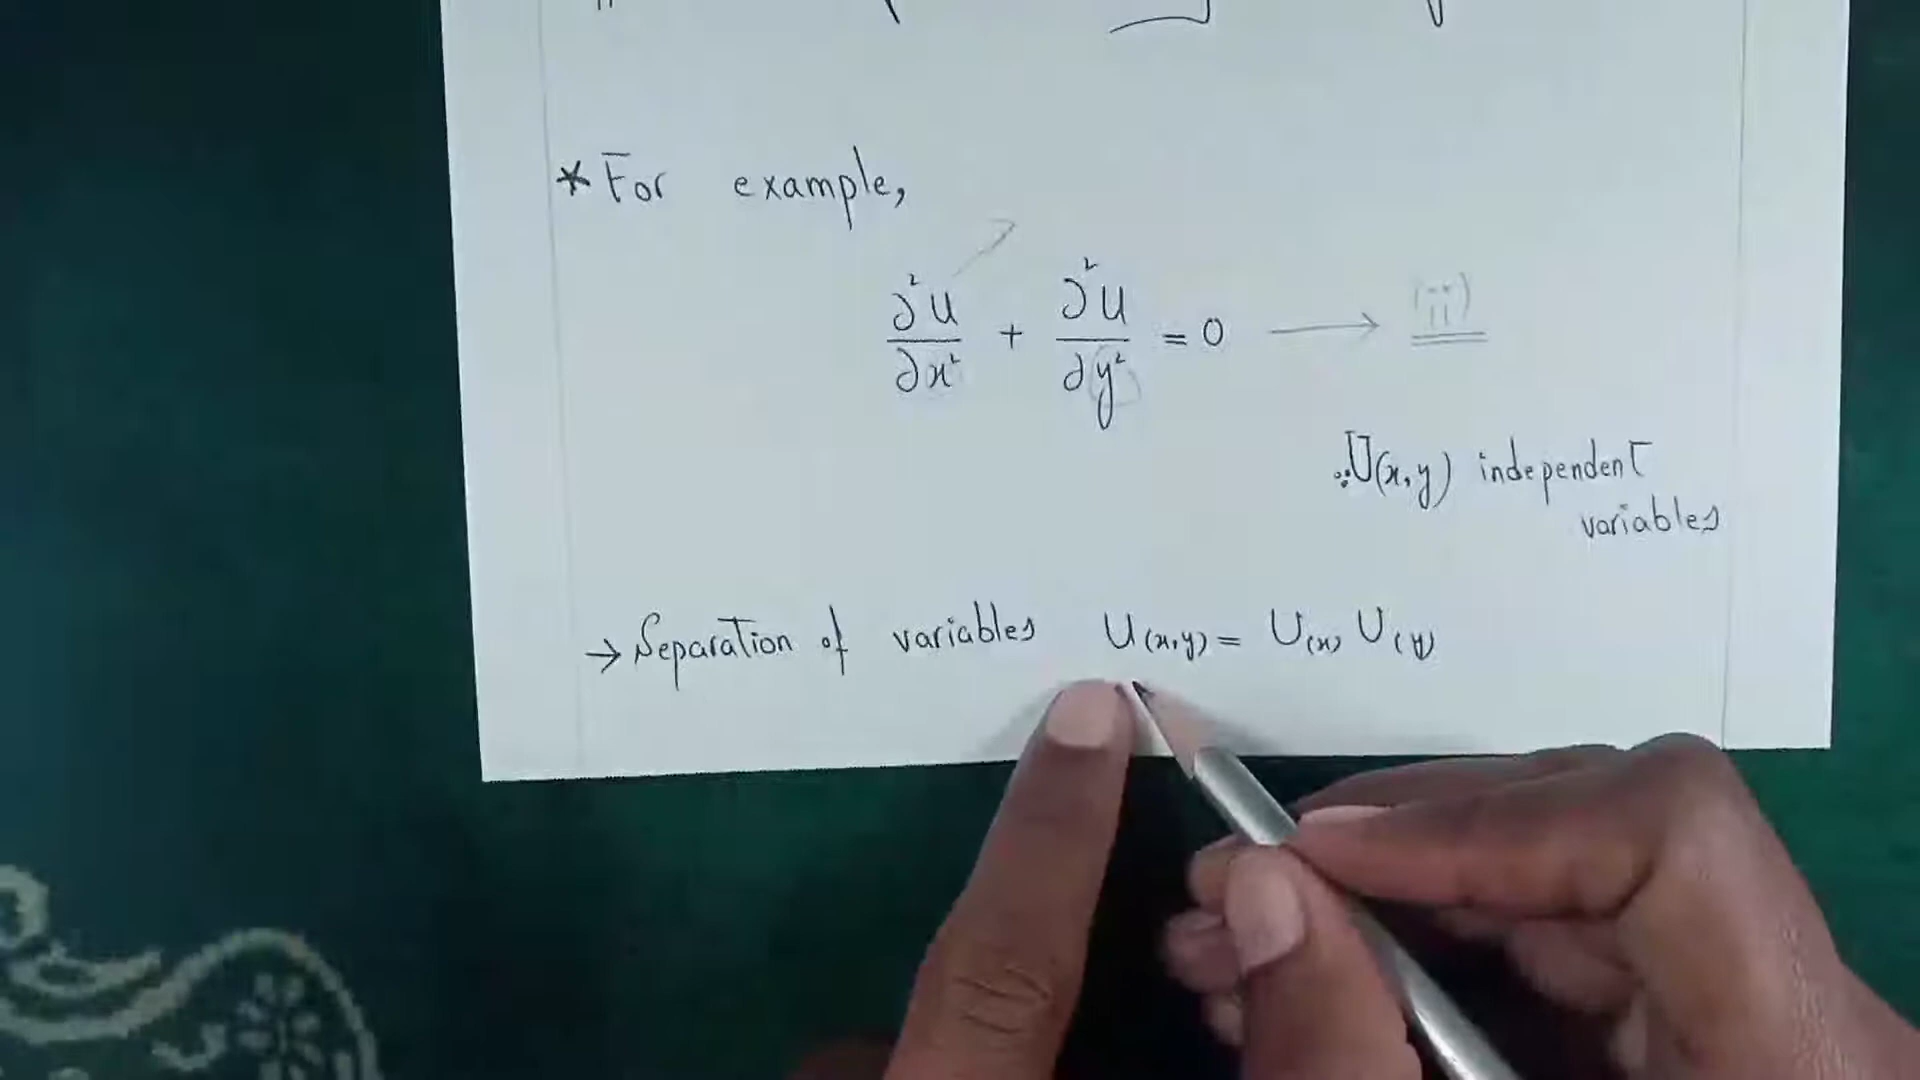 * For example,
∂²U/∂x² + ∂²U/∂y² = 0 → (ii)
∴ U(x,y) independent
variables
→ Separation of variables U(x,y) = U(x) U(y)